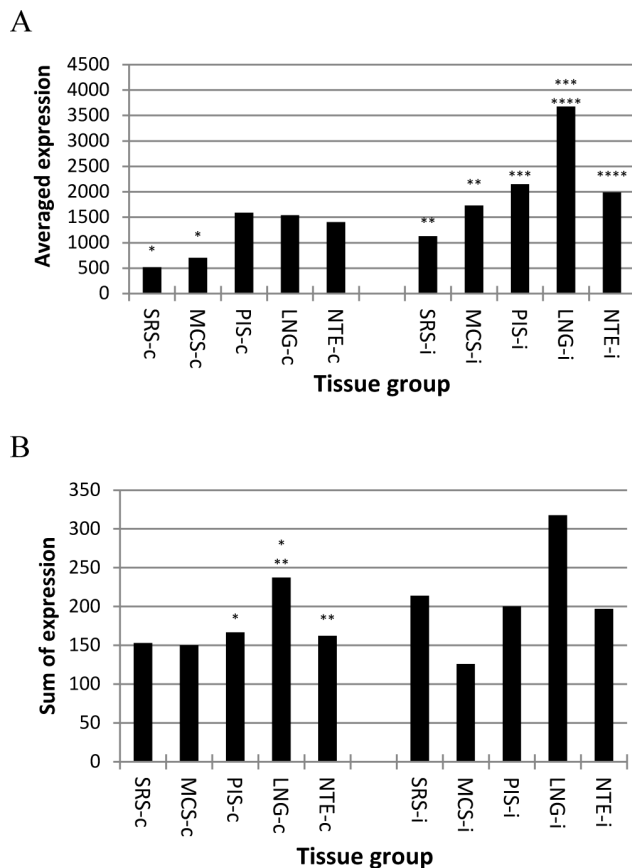 A
Averaged expression
4500
4000
3500
3000
2500
2000
1500
1000
500
0
* * ** ** *** *** **** ****
SRS-c MCS-c PIS-c LNG-c NTE-c SRS-i MCS-i PIS-i LNG-i NTE-i
Tissue group
B
Sum of expression
350
300
250
200
150
100
50
0
* * ** **
SRS-c MCS-c PIS-c LNG-c NTE-c SRS-i MCS-i PIS-i LNG-i NTE-i
Tissue group